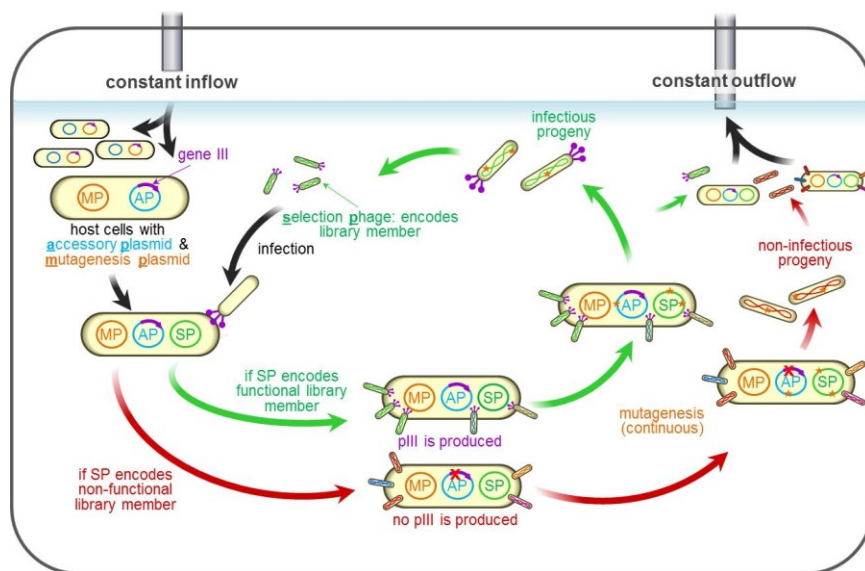 constant inflow
constant outflow
gene III
MP
AP
host cells with
accessory plasmid &
mutagenesis plasmid
selection phage: encodes
library member
infection
infectious
progeny
MP
AP
SP
if SP encodes
functional library
member
MP
AP
SP
pIII is produced
MP
AP
SP
if SP encodes
non-functional
library member
MP
AP
SP
no pIII is produced
mutagenesis
(continuous)
MP
AP
SP
non-infectious
progeny